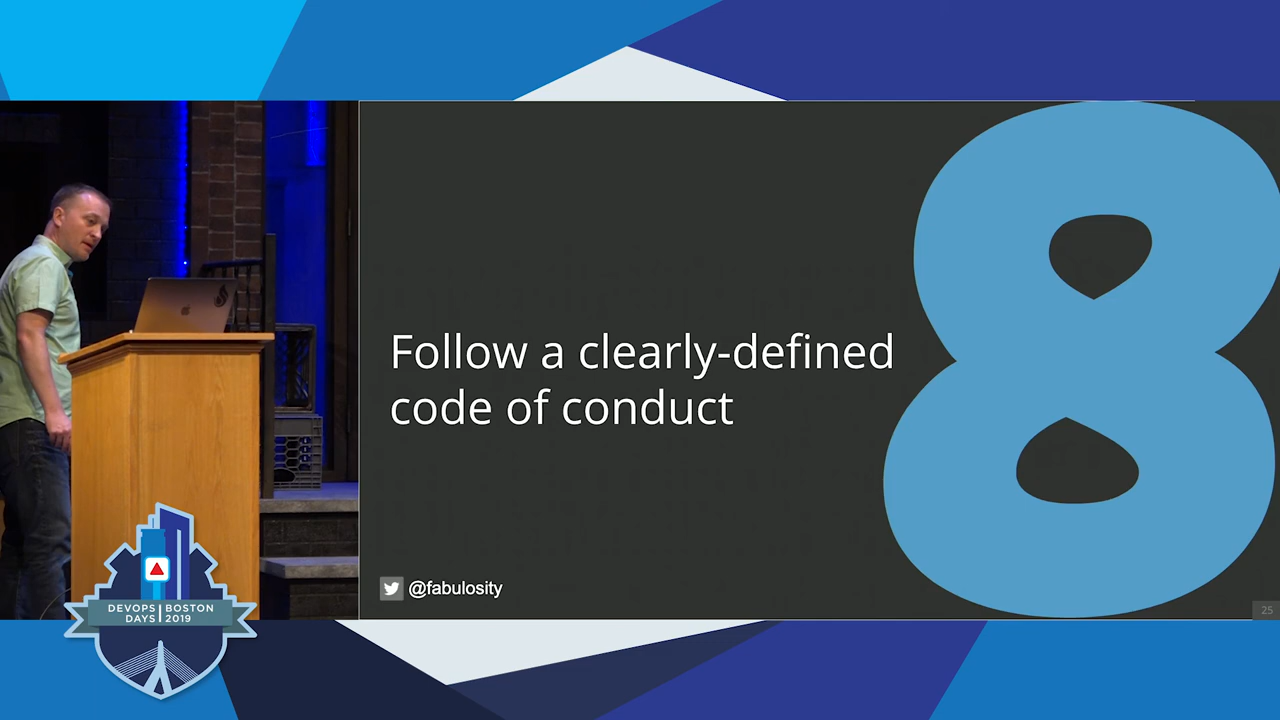 Follow a clearly-defined
code of conduct
8
@fabulosity
25
DEVOPS BOSTON
DAYS 2019